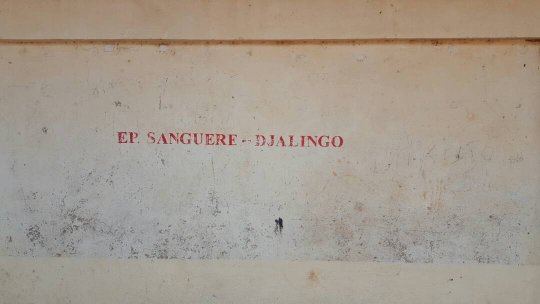 EP. SANGUERE -- DJALINGO